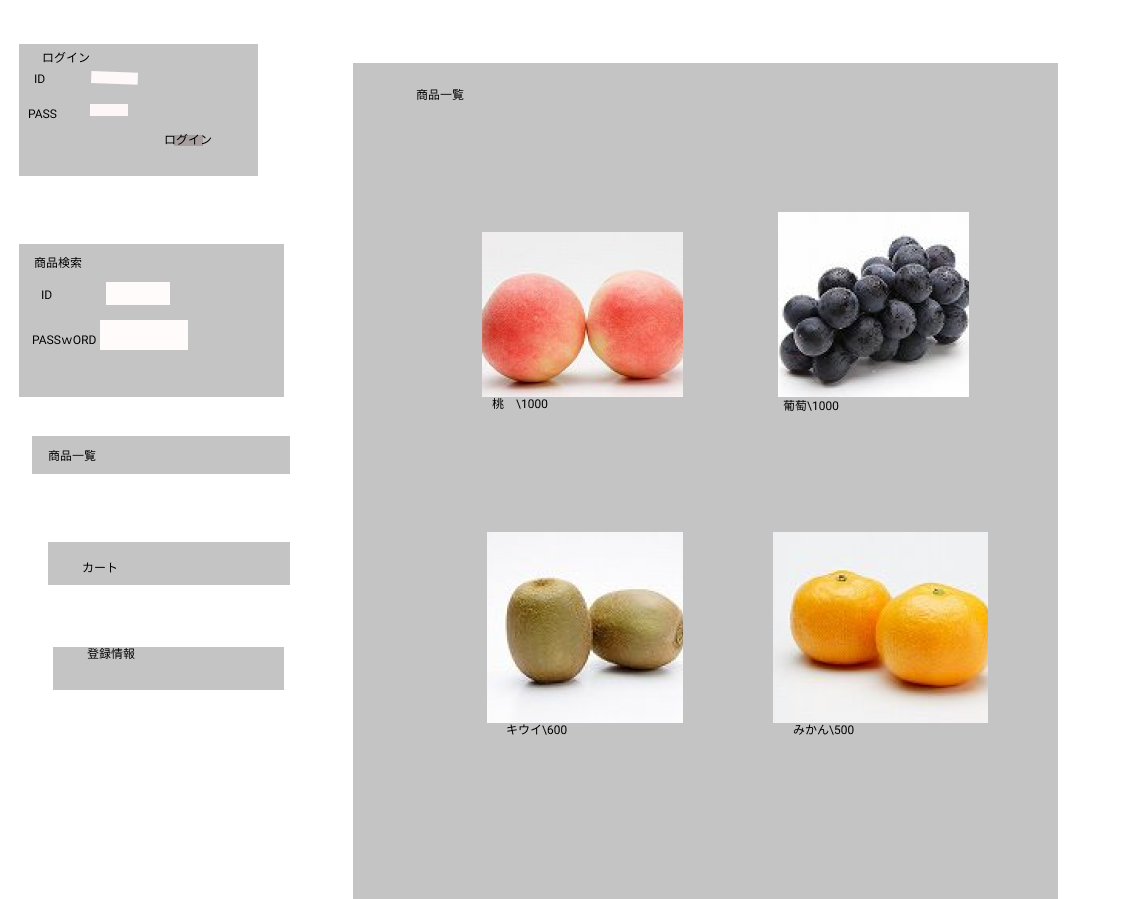 ログイン
ID
PASS
ログイン
商品検索
ID
PASSwORD
商品一覧
カート
登録情報
商品一覧
桃　\1000
葡萄\1000
キウイ\600
みかん\500